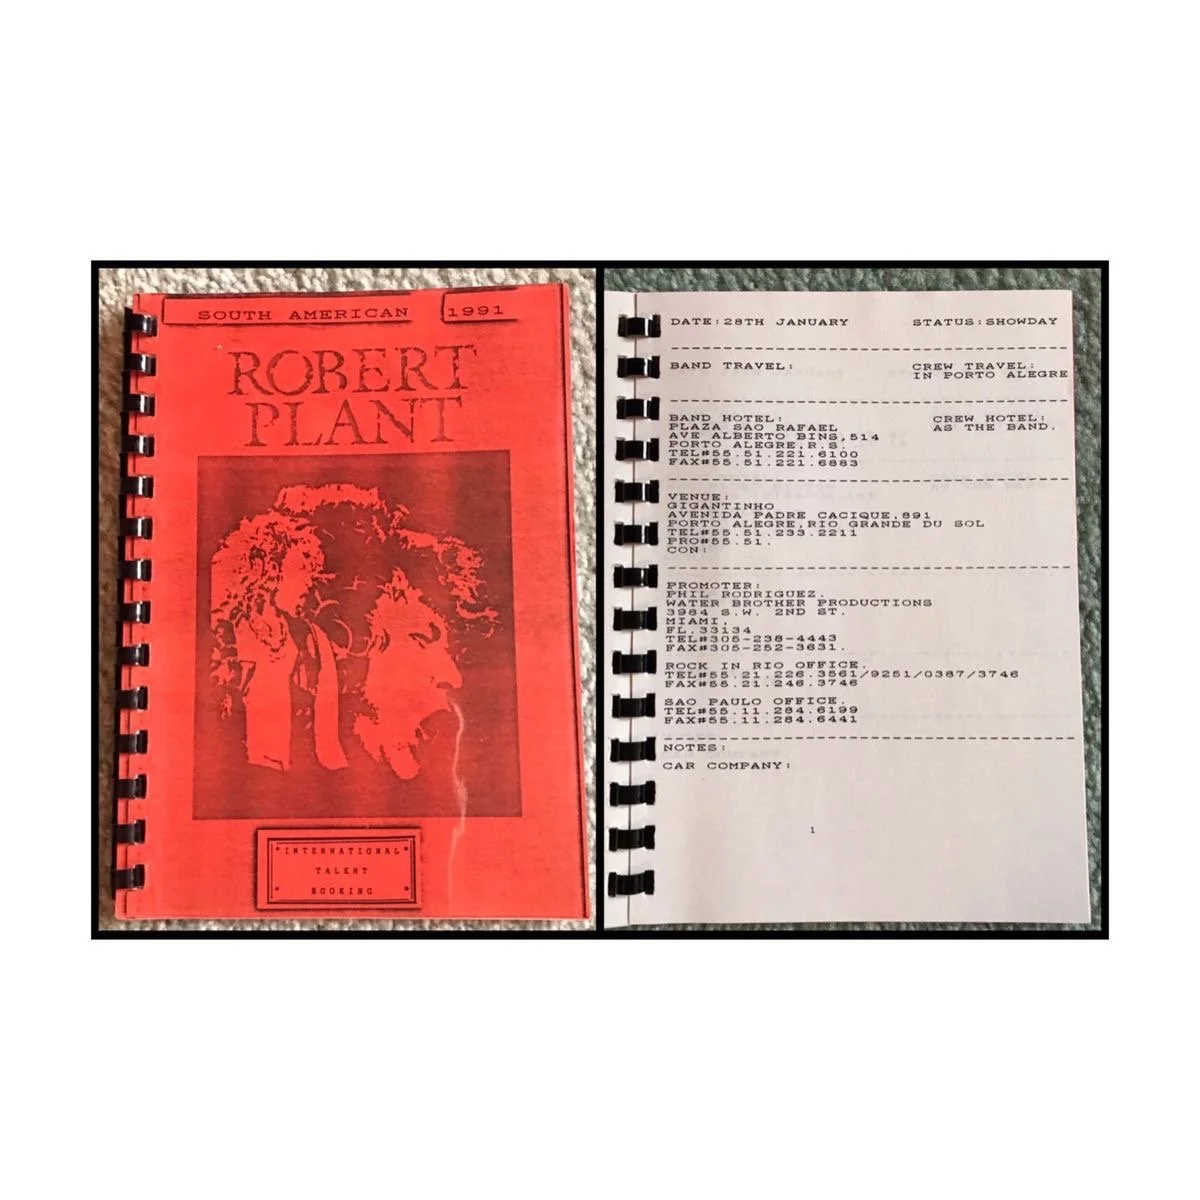 SOUTH AMERICAN 1991
ROBERT
PLANT
*INTERNATIONAL*
TALENT
BOOKING
DATE:28TH JANUARY STATUS:SHOWDAY
BAND TRAVEL: CREW TRAVEL:
IN PORTO ALEGRE
BAND HOTEL: CREW HOTEL:
PLAZA SAO RAFAEL AS THE BAND.
AVE ALBERTO BINS,514
PORTO ALEGRE,R.S.
TEL#55.51.221.6100
FAX#55.51.221.6883
VENUE:
GIGANTINHO
AVENIDA PADRE CACIQUE,891
PORTO ALEGRE,RIO GRANDE DU SOL
TEL#55.51.233.2211
PRO#55.51.
CON:
PROMOTER:
PHIL RODRIGUEZ.
WATER BROTHER PRODUCTIONS
3984 S.W. 2ND ST.
MIAMI,
FL.33134
TEL#305-238-4443
FAX#305-252-3631.
ROCK IN RIO OFFICE.
TEL#55.21.226.3561/9251/0387/3746
FAX#55.21.246.3746
SAO PAULO OFFICE.
TEL#55.11.284.6199
FAX#55.11.284.6441
NOTES:
CAR COMPANY:
1